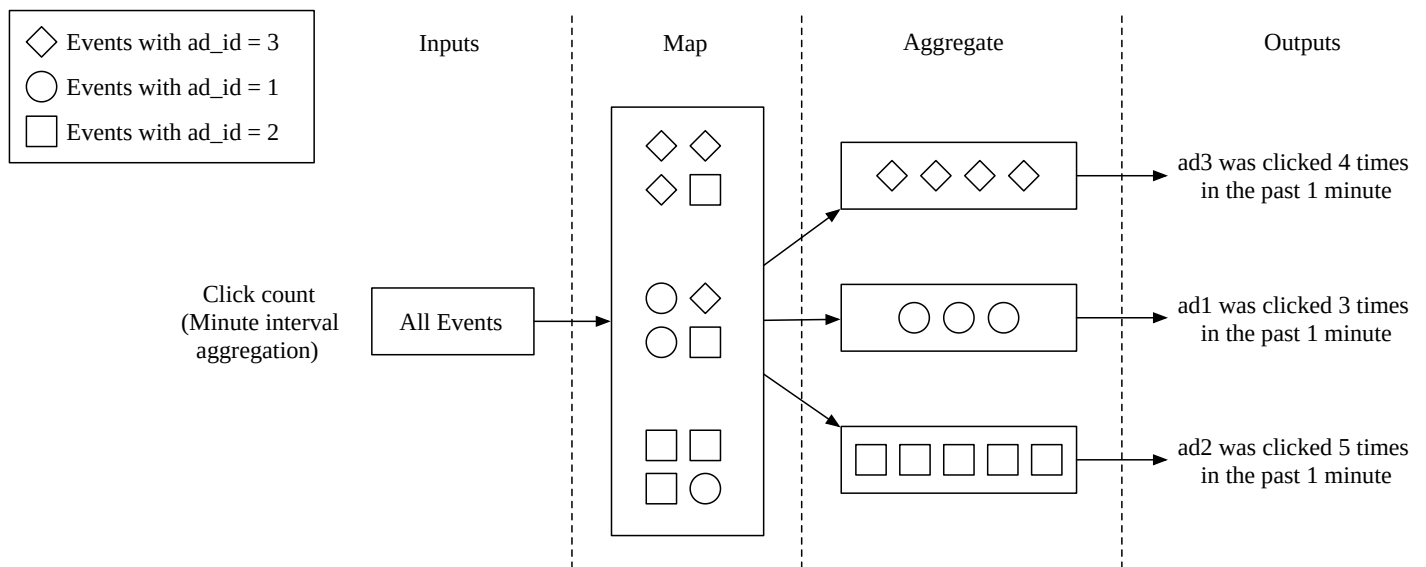 Events with ad_id = 3
Events with ad_id = 1
Events with ad_id = 2
Inputs
Map
Aggregate
Outputs
Click count
(Minute interval
aggregation)
All Events
ad3 was clicked 4 times
in the past 1 minute
ad1 was clicked 3 times
in the past 1 minute
ad2 was clicked 5 times
in the past 1 minute